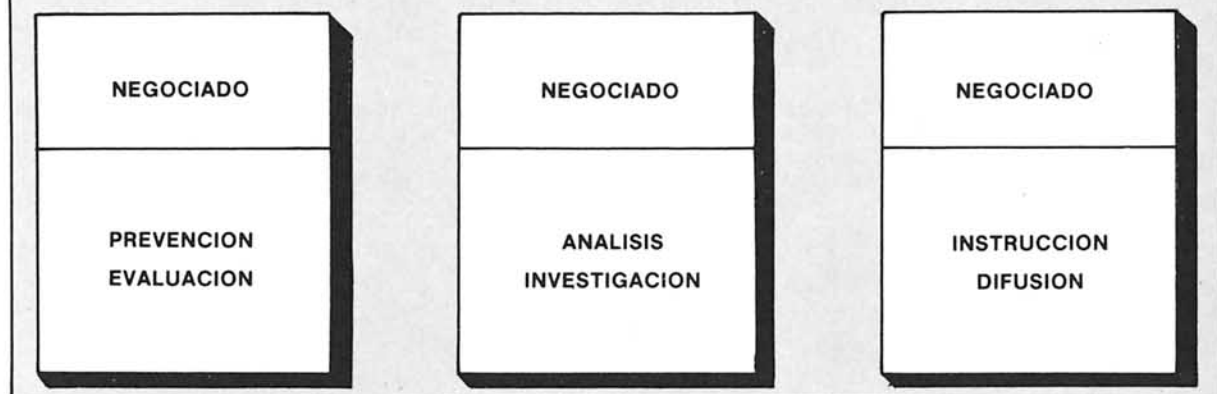 NEGOCIADO
PREVENCION
EVALUACION
NEGOCIADO
ANALISIS
INVESTIGACION
NEGOCIADO
INSTRUCCION
DIFUSION